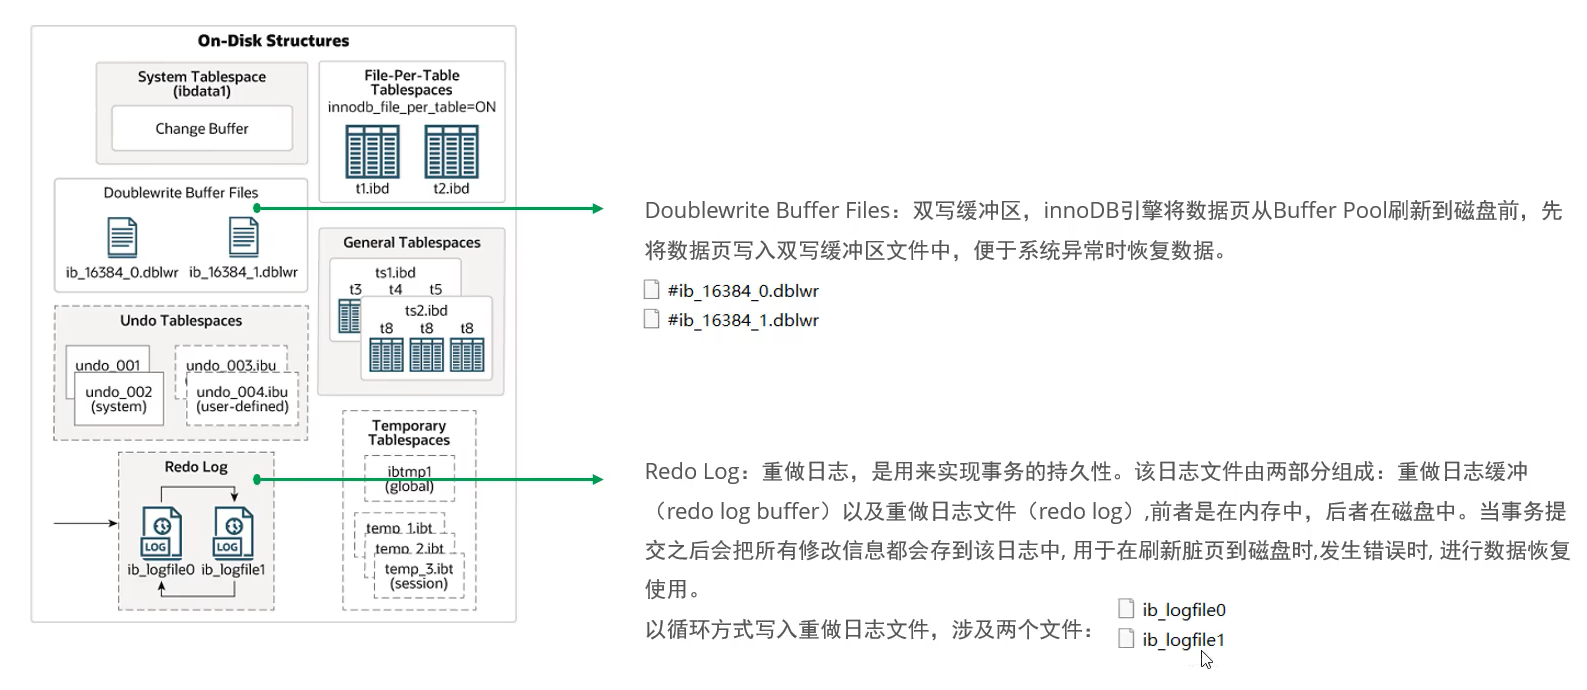 On-Disk Structures
System Tablespace
(ibdata1)
Change Buffer
File-Per-Table
Tablespaces
innodb_file_per_table=ON
t1.ibd
t2.ibd
Doublewrite Buffer Files
ib_16384_0.dblwr
ib_16384_1.dblwr
General Tablespaces
ts1.ibd
t3
t4
t5
ts2.ibd
t8
t8
t8
Undo Tablespaces
undo_001
undo_002
(system)
undo_003.ibu
undo_004.ibu
(user-defined)
Temporary
Tablespaces
ibtmp1
(global)
temp_1.ibt
temp_2.ibt
temp_3.ibt
(session)
Redo Log
LOG
LOG
ib_logfile0
ib_logfile1
Doublewrite Buffer Files：双写缓冲区，innoDB引擎将数据页从Buffer Pool刷新到磁盘前，先
将数据页写入双写缓冲区文件中，便于系统异常时恢复数据。
#ib_16384_0.dblwr
#ib_16384_1.dblwr
Redo Log：重做日志，是用来实现事务的持久性。该日志文件由两部分组成：重做日志缓冲
（redo log buffer）以及重做日志文件（redo log）,前者是在内存中，后者在磁盘中。当事务提
交之后会把所有修改信息都会存到该日志中, 用于在刷新脏页到磁盘时,发生错误时, 进行数据恢复
使用。
以循环方式写入重做日志文件，涉及两个文件：
ib_logfile0
ib_logfile1